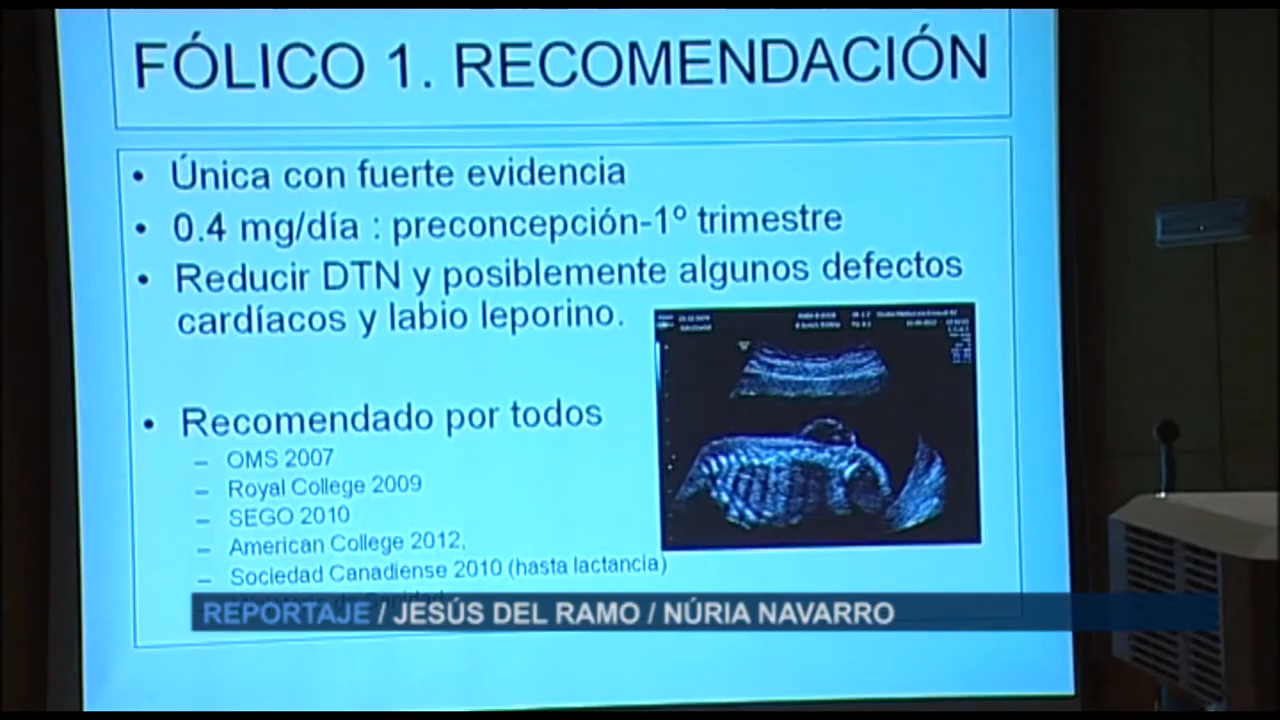 FÓLICO 1. RECOMENDACIÓN
• Única con fuerte evidencia
• 0.4 mg/día : preconcepción-1º trimestre
• Reducir DTN y posiblemente algunos defectos
cardíacos y labio leporino.
• Recomendado por todos
– OMS 2007
– Royal College 2009
– SEGO 2010
– American College 2012,
– Sociedad Canadiense 2010 (hasta lactancia)
REPORTAJE / JESÚS DEL RAMO / NÚRIA NAVARRO